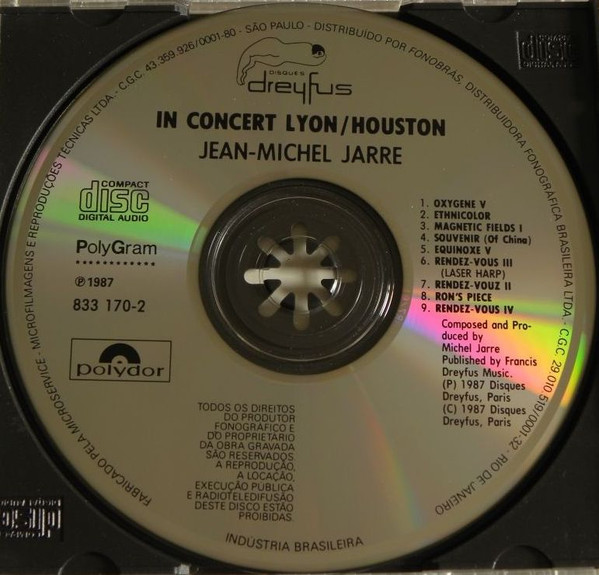 FABRICADO PELA MICROSERVICE - MICROFILMAGENS E REPRODUÇÕES TÉCNICAS LTDA. - C.G.C. 43.359.926/0001-80 - SÃO PAULO - DISTRIBUIDO POR FONOBRAS, DISTRIBUIDORA FONOGRÁFICA BRASILEIRA LTDA. - C.G.C. 29.010.519/0001-32 - RIO DE JANEIRO
DISQUES
dreyfus
IN CONCERT LYON/HOUSTON
JEAN-MICHEL JARRE
COMPACT
disc
DIGITAL AUDIO
PolyGram
℗ 1987
833 170-2
polydor
1. OXYGENE V
2. ETHNICOLOR
3. MAGNETIC FIELDS I
4. SOUVENIR (Of China)
5. EQUINOXE V
6. RENDEZ-VOUS III
(LASER HARP)
7. RENDEZ-VOUZ II
8. RON'S PIECE
9. RENDEZ-VOUS IV
Composed and Pro-
duced by
Michel Jarre
Published by Francis
Dreyfus Music.
(P) 1987 Disques
Dreyfus, Paris
(C) 1987 Disques
Dreyfus, Paris
TODOS OS DIREITOS
DO PRODUTOR
FONOGRÁFICO E
DO PROPRIETÁRIO
DA OBRA GRAVADA
SÃO RESERVADOS.
A REPRODUÇÃO,
A LOCAÇÃO,
EXECUÇÃO PÚBLICA
E RADIOTELEDIFUSÃO
DESTE DISCO ESTÃO
PROIBIDAS.
INDÚSTRIA BRASILEIRA